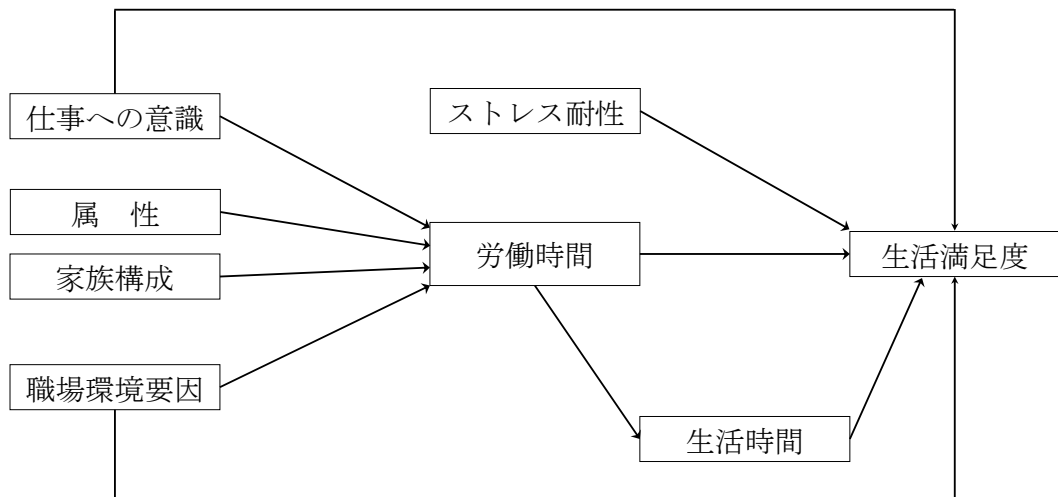 仕事への意識
ストレス耐性
属　性
労働時間
生活満足度
家族構成
職場環境要因
生活時間